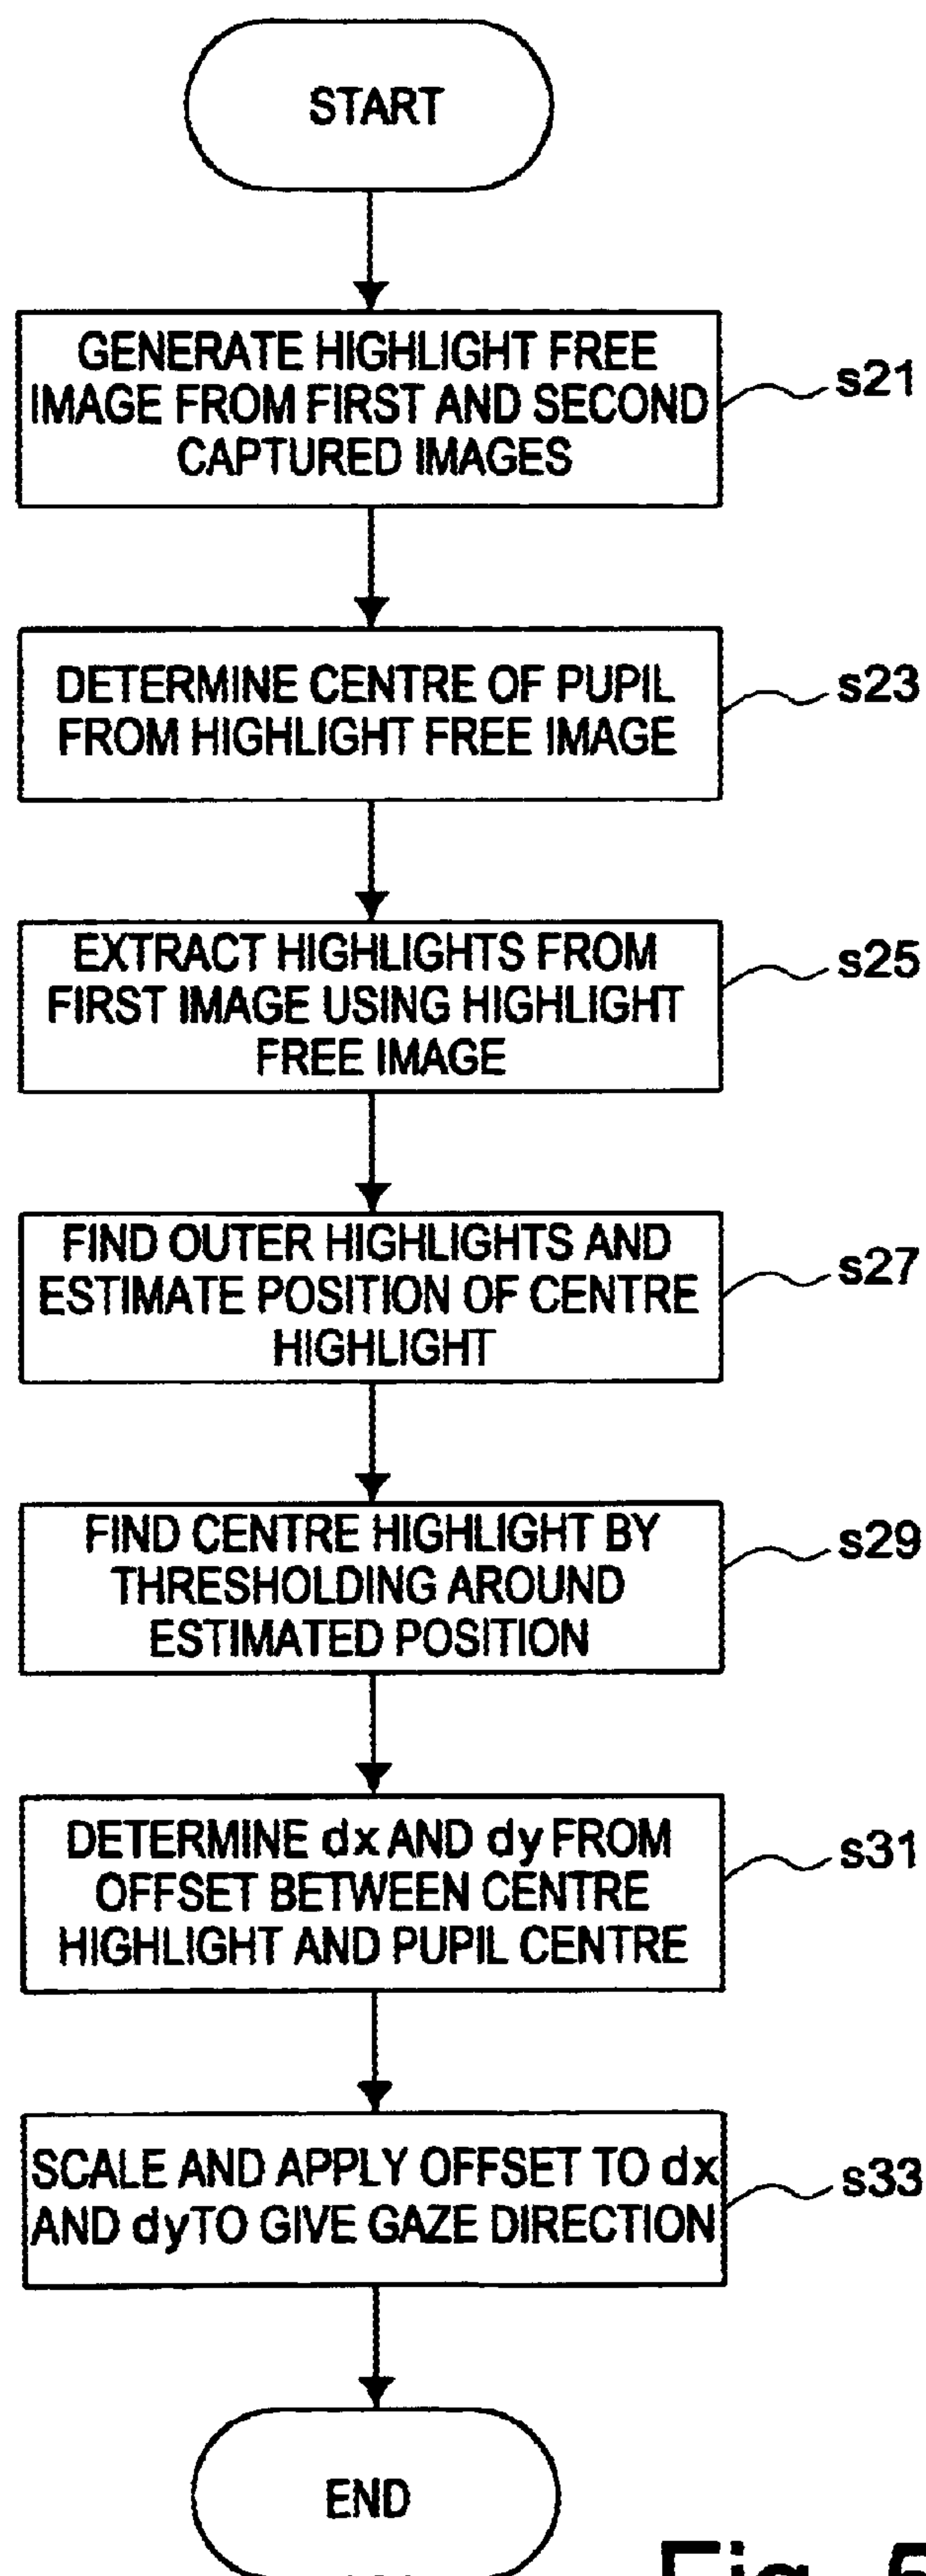 START
GENERATE HIGHLIGHT FREE
IMAGE FROM FIRST AND SECOND
CAPTURED IMAGES
s21
DETERMINE CENTRE OF PUPIL
FROM HIGHLIGHT FREE IMAGE
s23
EXTRACT HIGHLIGHTS FROM
FIRST IMAGE USING HIGHLIGHT
FREE IMAGE
s25
FIND OUTER HIGHLIGHTS AND
ESTIMATE POSITION OF CENTRE
HIGHLIGHT
s27
FIND CENTRE HIGHLIGHT BY
THRESHOLDING AROUND
ESTIMATED POSITION
s29
DETERMINE dx AND dy FROM
OFFSET BETWEEN CENTRE
HIGHLIGHT AND PUPIL CENTRE
s31
SCALE AND APPLY OFFSET TO dx
AND dy TO GIVE GAZE DIRECTION
s33
END
Fig. 5